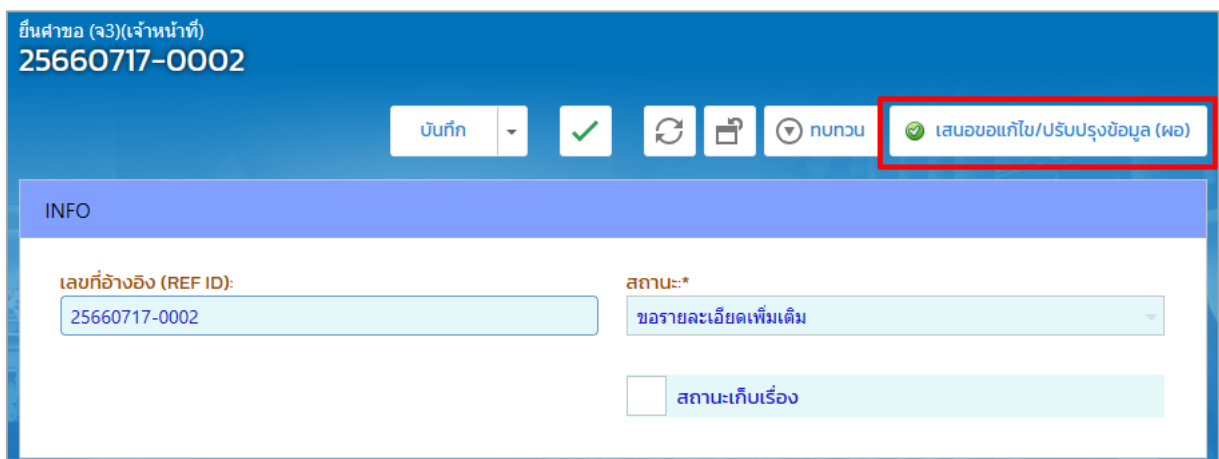 ยื่นคำขอ (จ3)(เจ้าหน้าที่)
25660717-0002
บันทึก
ทบทวน
เสนอขอแก้ไข/ปรับปรุงข้อมูล (ผอ)
INFO
เลขที่อ้างอิง (REF ID):
สถานะ:*
25660717-0002
ขอรายละเอียดเพิ่มเติม
สถานะเก็บเรื่อง